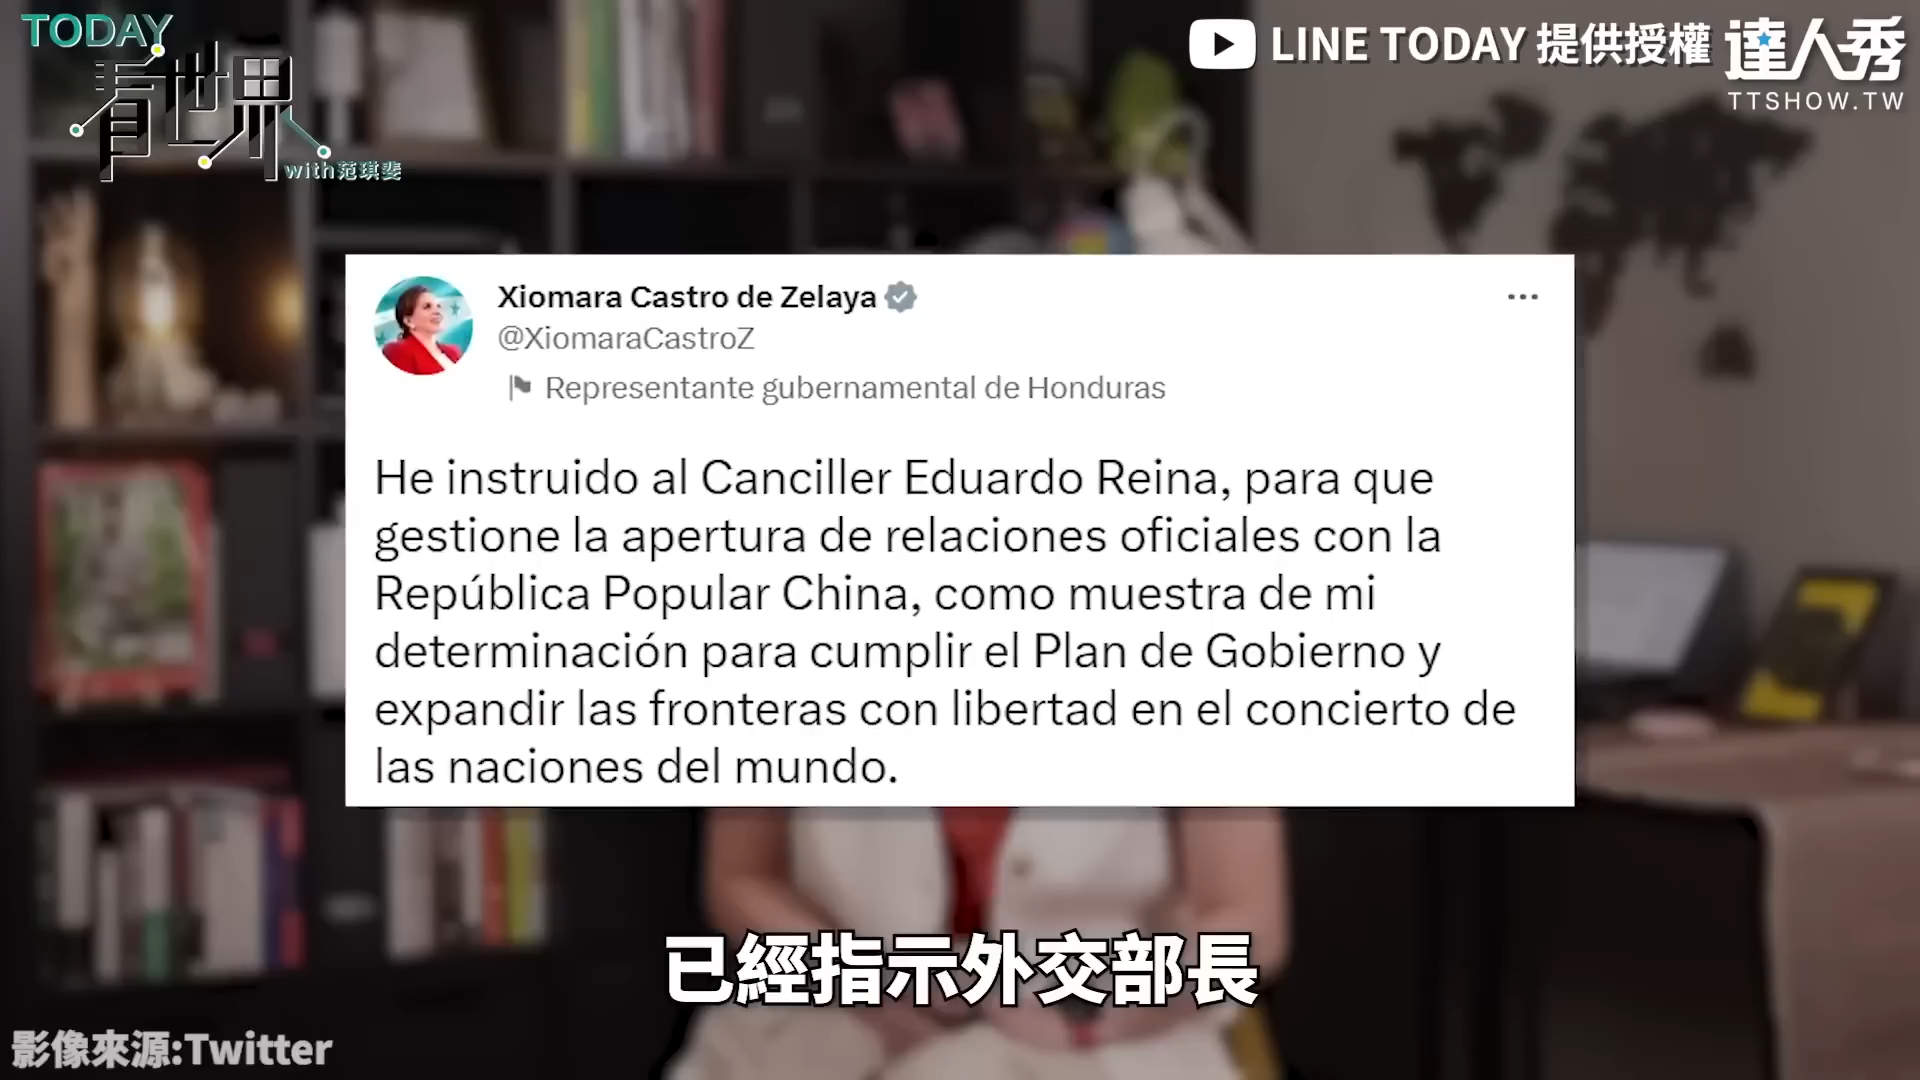 TODAY
看世界
with范琪斐
LINE TODAY 提供授權
達人秀
TTSHOW.TW
Xiomara Castro de Zelaya
@XiomaraCastroZ
Representante gubernamental de Honduras
He instruido al Canciller Eduardo Reina, para que
gestione la apertura de relaciones oficiales con la
República Popular China, como muestra de mi
determinación para cumplir el Plan de Gobierno y
expandir las fronteras con libertad en el concierto de
las naciones del mundo.
已經指示外交部長
影像來源:Twitter